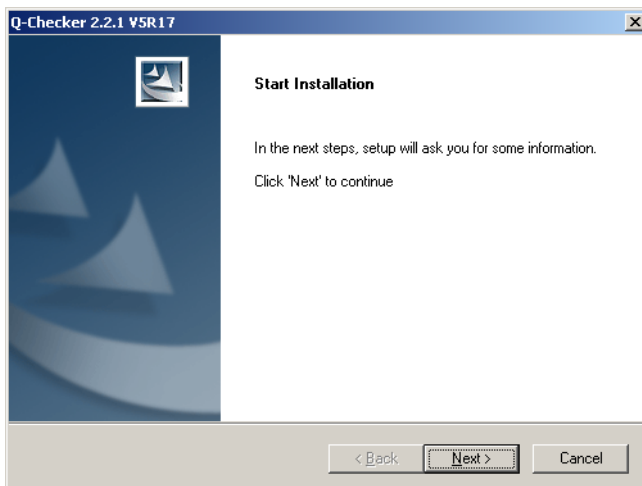 Q-Checker 2.2.1 V5R17
Start Installation
In the next steps, setup will ask you for some information.
Click 'Next' to continue
< Back
Next >
Cancel